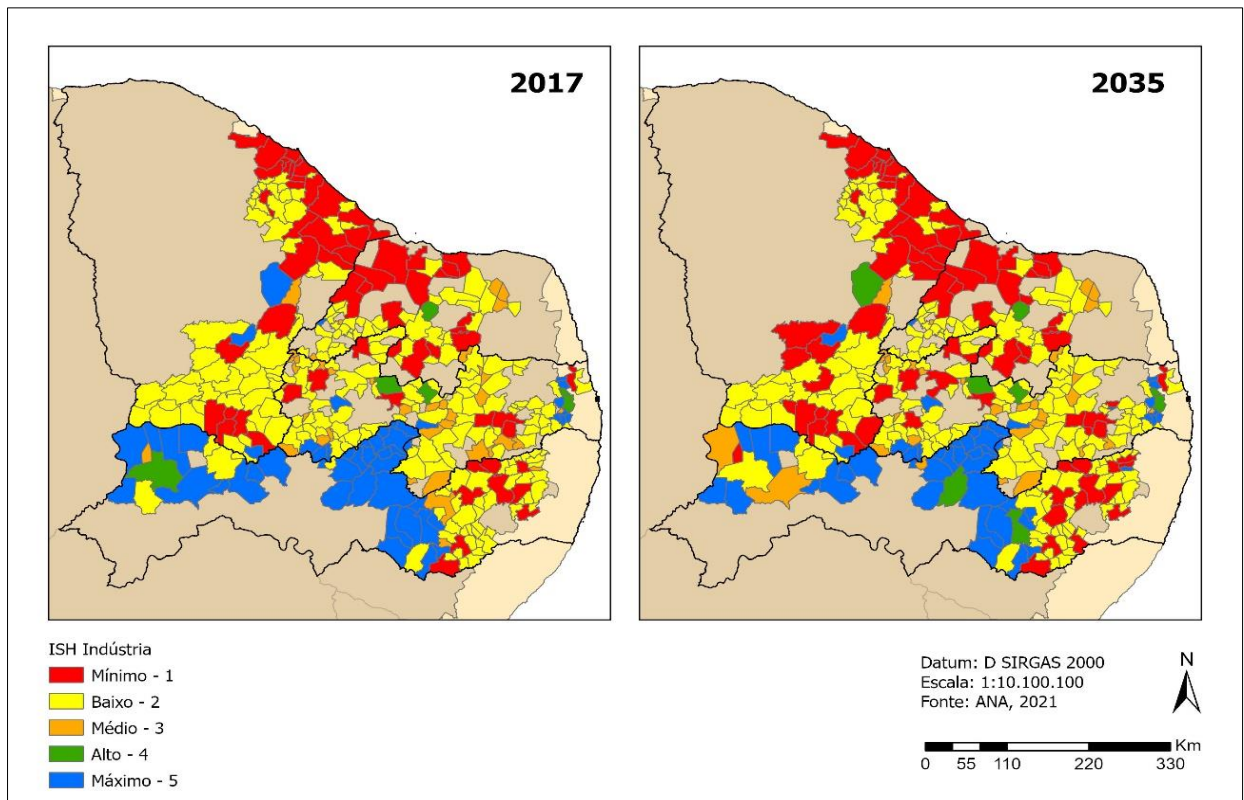 2017
2035
ISH Indústria
Mínimo - 1
Baixo - 2
Médio - 3
Alto - 4
Máximo - 5
Datum: D SIRGAS 2000
Escala: 1:10.100.100
Fonte: ANA, 2021
N
Km
0 55 110 220 330